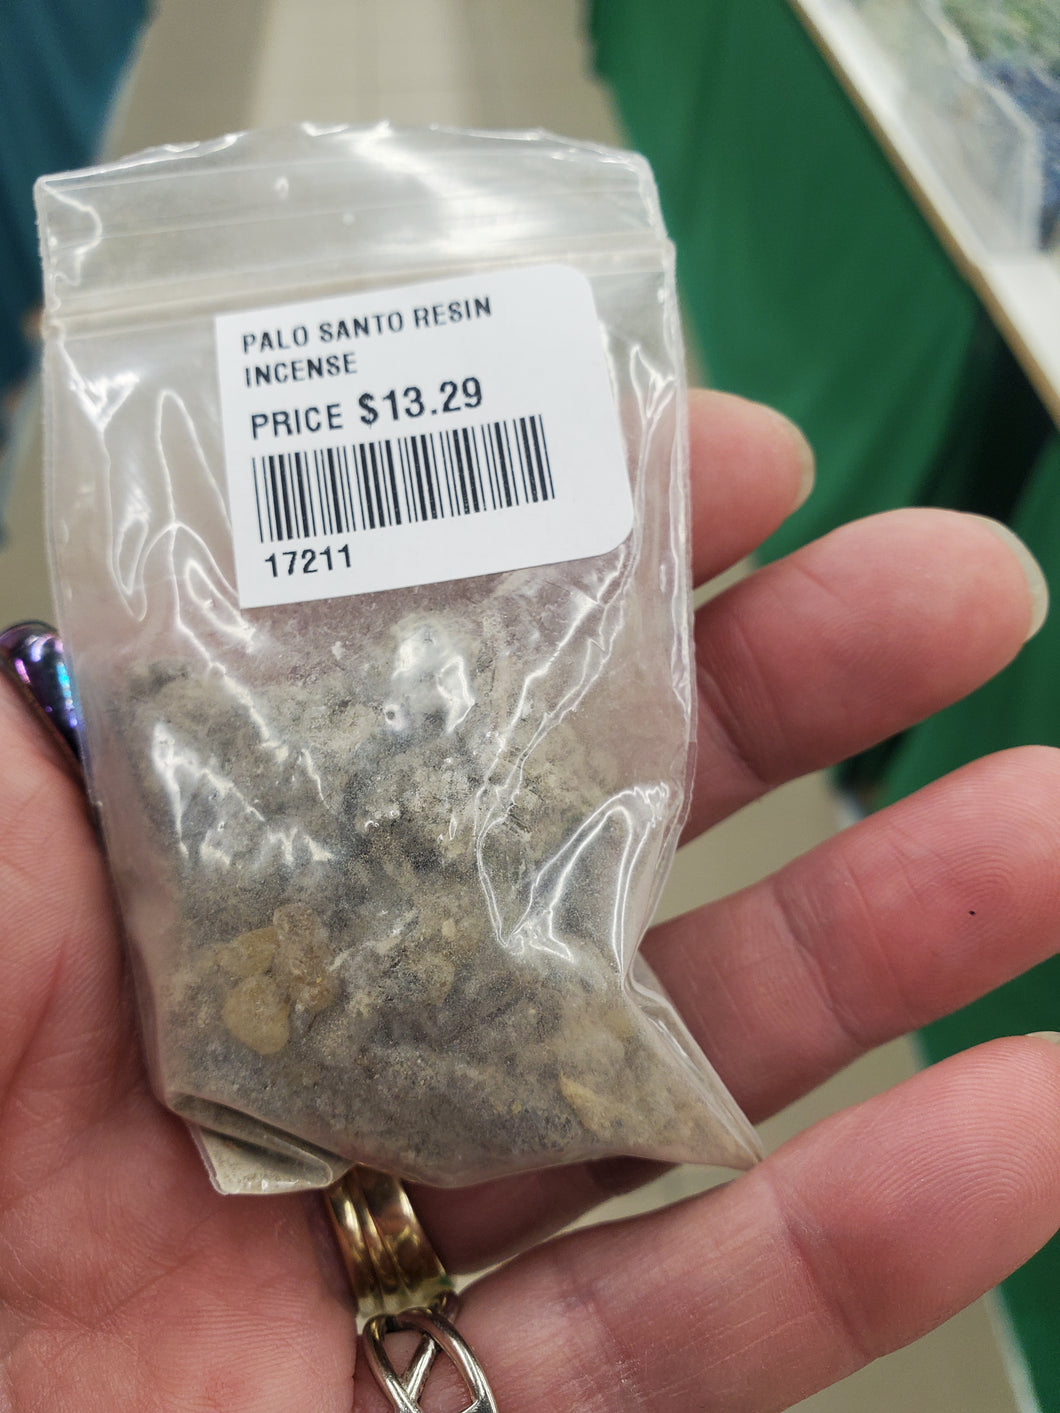 PALO SANTO RESIN
INCENSE
PRICE $13.29
17211